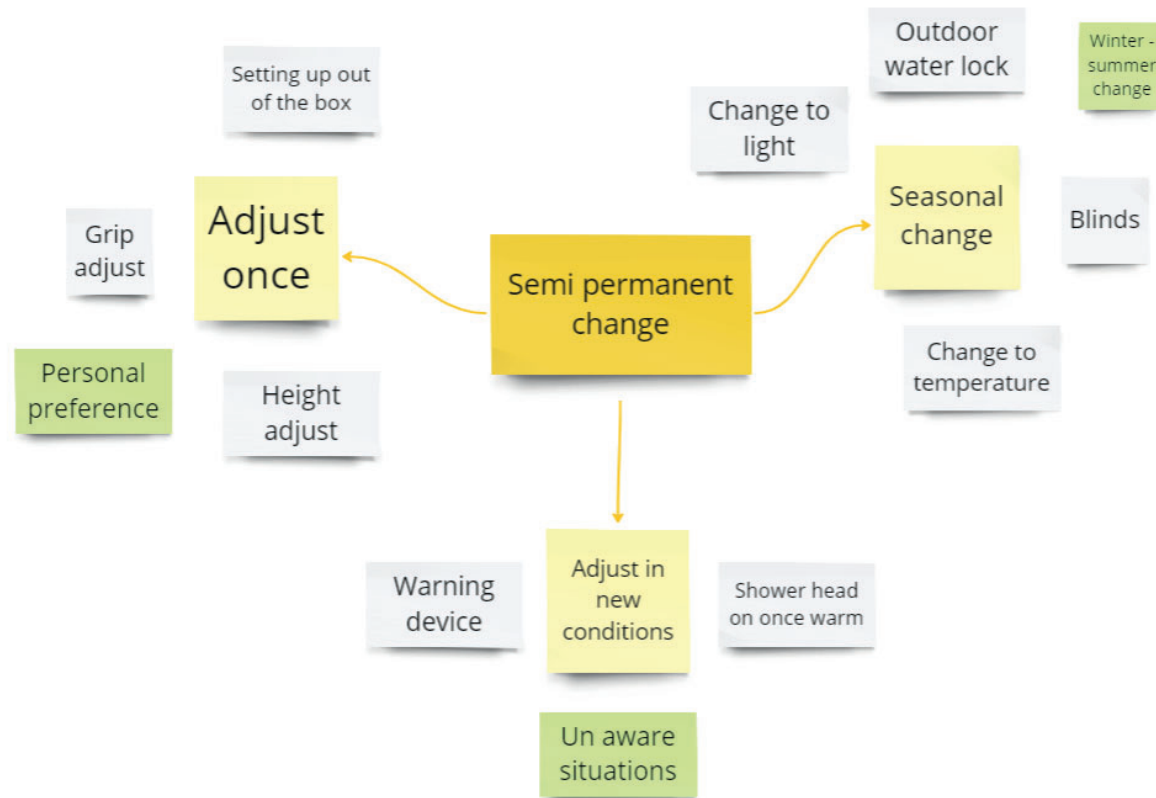 Setting up out
of the box
Adjust
once
Grip
adjust
Personal
preference
Height
adjust
Semi permanent
change
Outdoor
water lock
Winter -
summer
change
Change to
light
Seasonal
change
Blinds
Change to
temperature
Warning
device
Adjust in
new
conditions
Shower head
on once warm
Un aware
situations